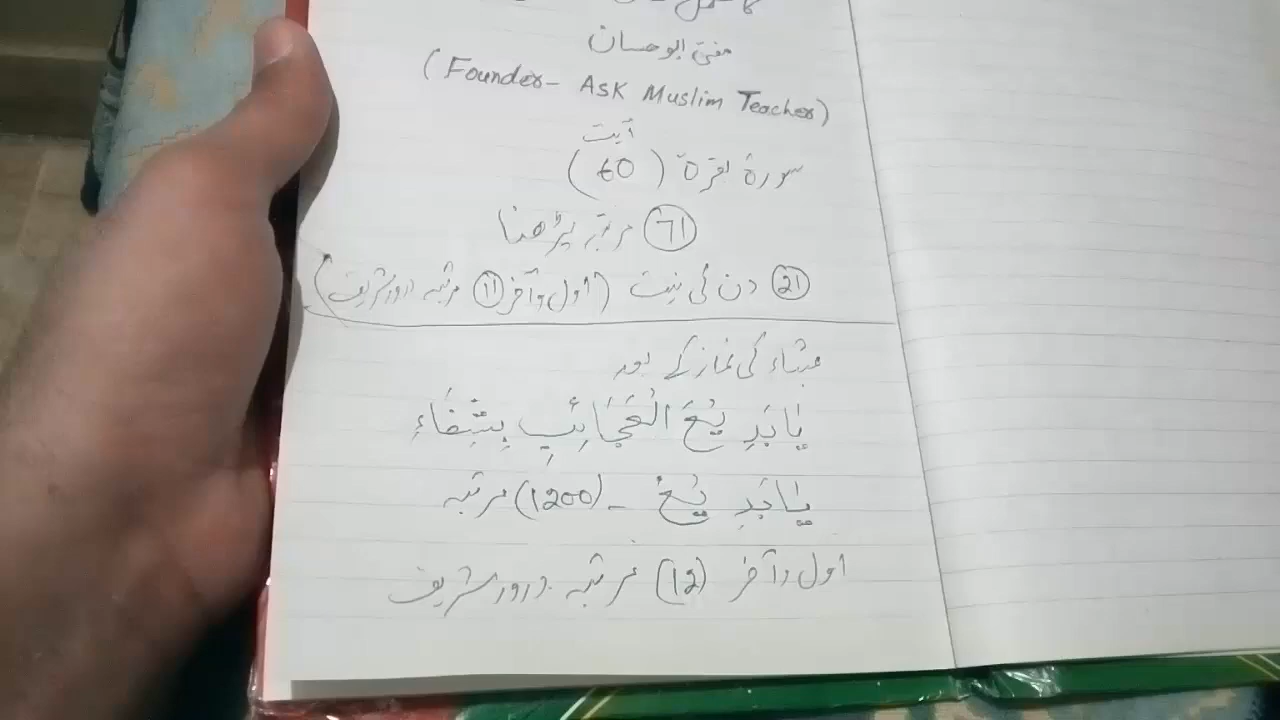 مفتی ابو حسان
(Founder- Ask Muslim Teacher)
آیت
سورۃ بقرۃ (60)
(61) مرتبہ پڑھنا
(21) دن کی نیت (اول و آخر (11) مرتبہ درود شریف)
عشاء کی نماز کے بعد
یَا بَدِیْعَ الْعَجَائِبِ بِشِفَاءِ
یَا بَدِیْعُ - (1200) مرتبہ
اول و آخر (12) مرتبہ درود شریف